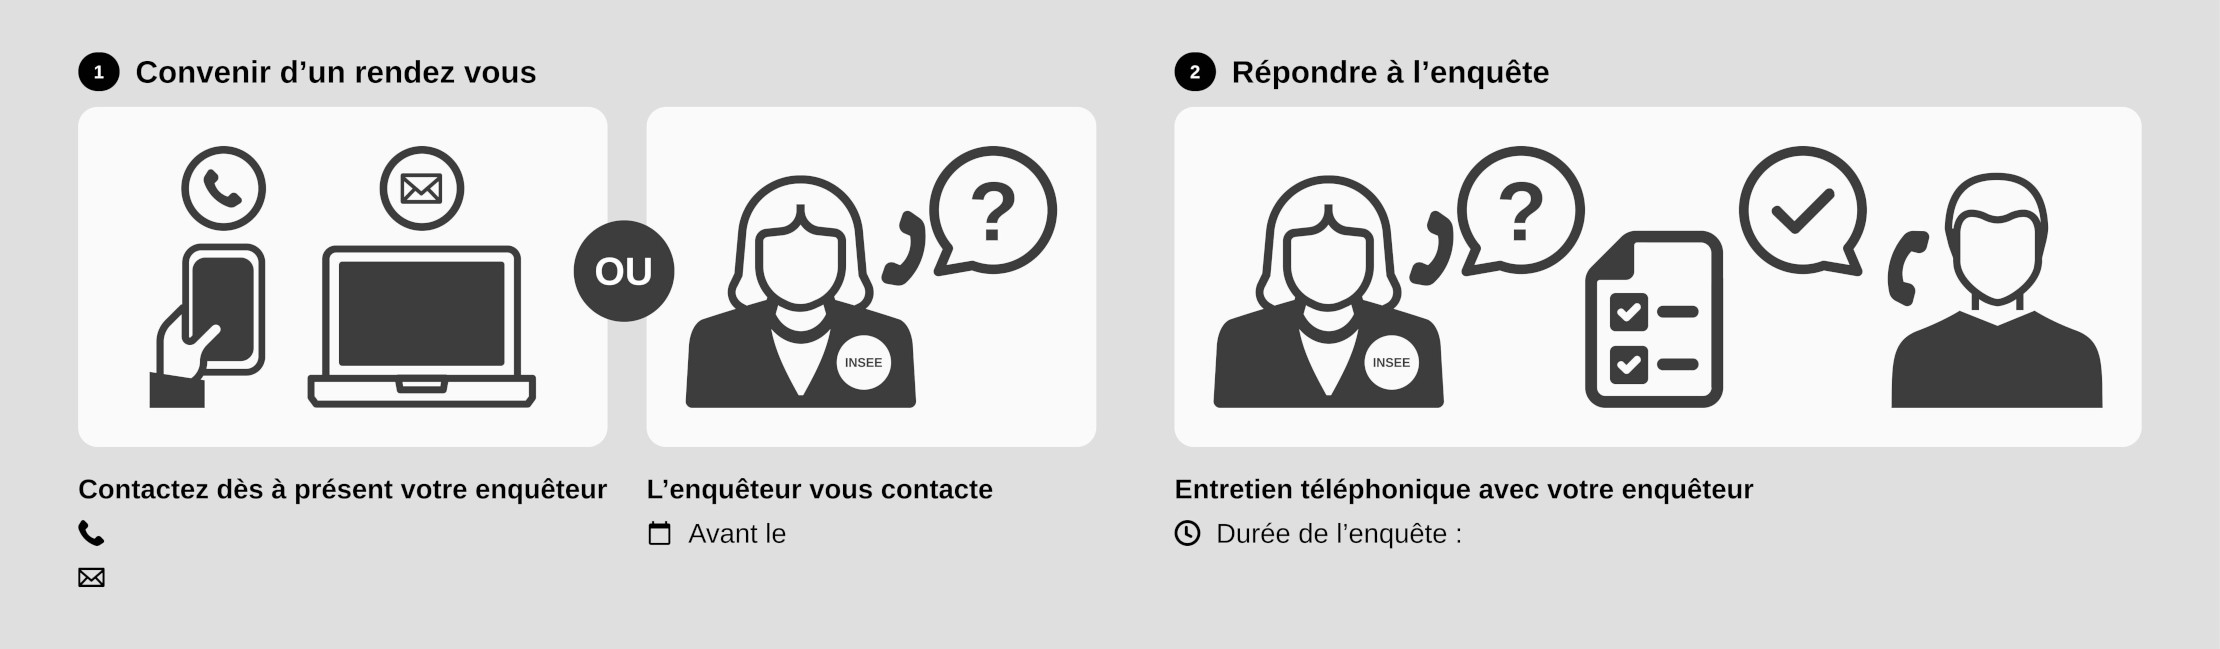 1 Convenir d’un rendez vous
OU
?
INSEE
Contactez dès à présent votre enquêteur
L’enquêteur vous contacte
Avant le
2 Répondre à l’enquête
?
INSEE
Entretien téléphonique avec votre enquêteur
Durée de l’enquête :